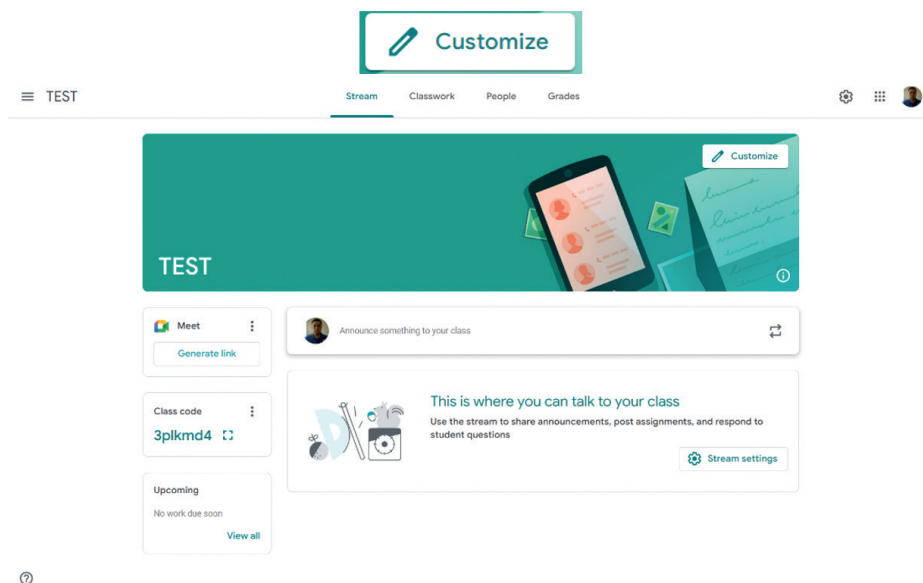 Customize
TEST
Stream Classwork People Grades
Customize
TEST
Meet
Generate link
Announce something to your class
Class code
3plkmd4
This is where you can talk to your class
Use the stream to share announcements, post assignments, and respond to
student questions
Stream settings
Upcoming
No work due soon
View all